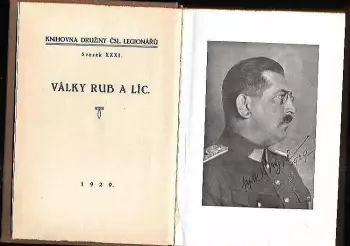 KNIHOVNA DRUŽINY ČSL. LEGIONÁŘŮ
Svazek XXXI.
VÁLKY RUB A LÍC.
1929.